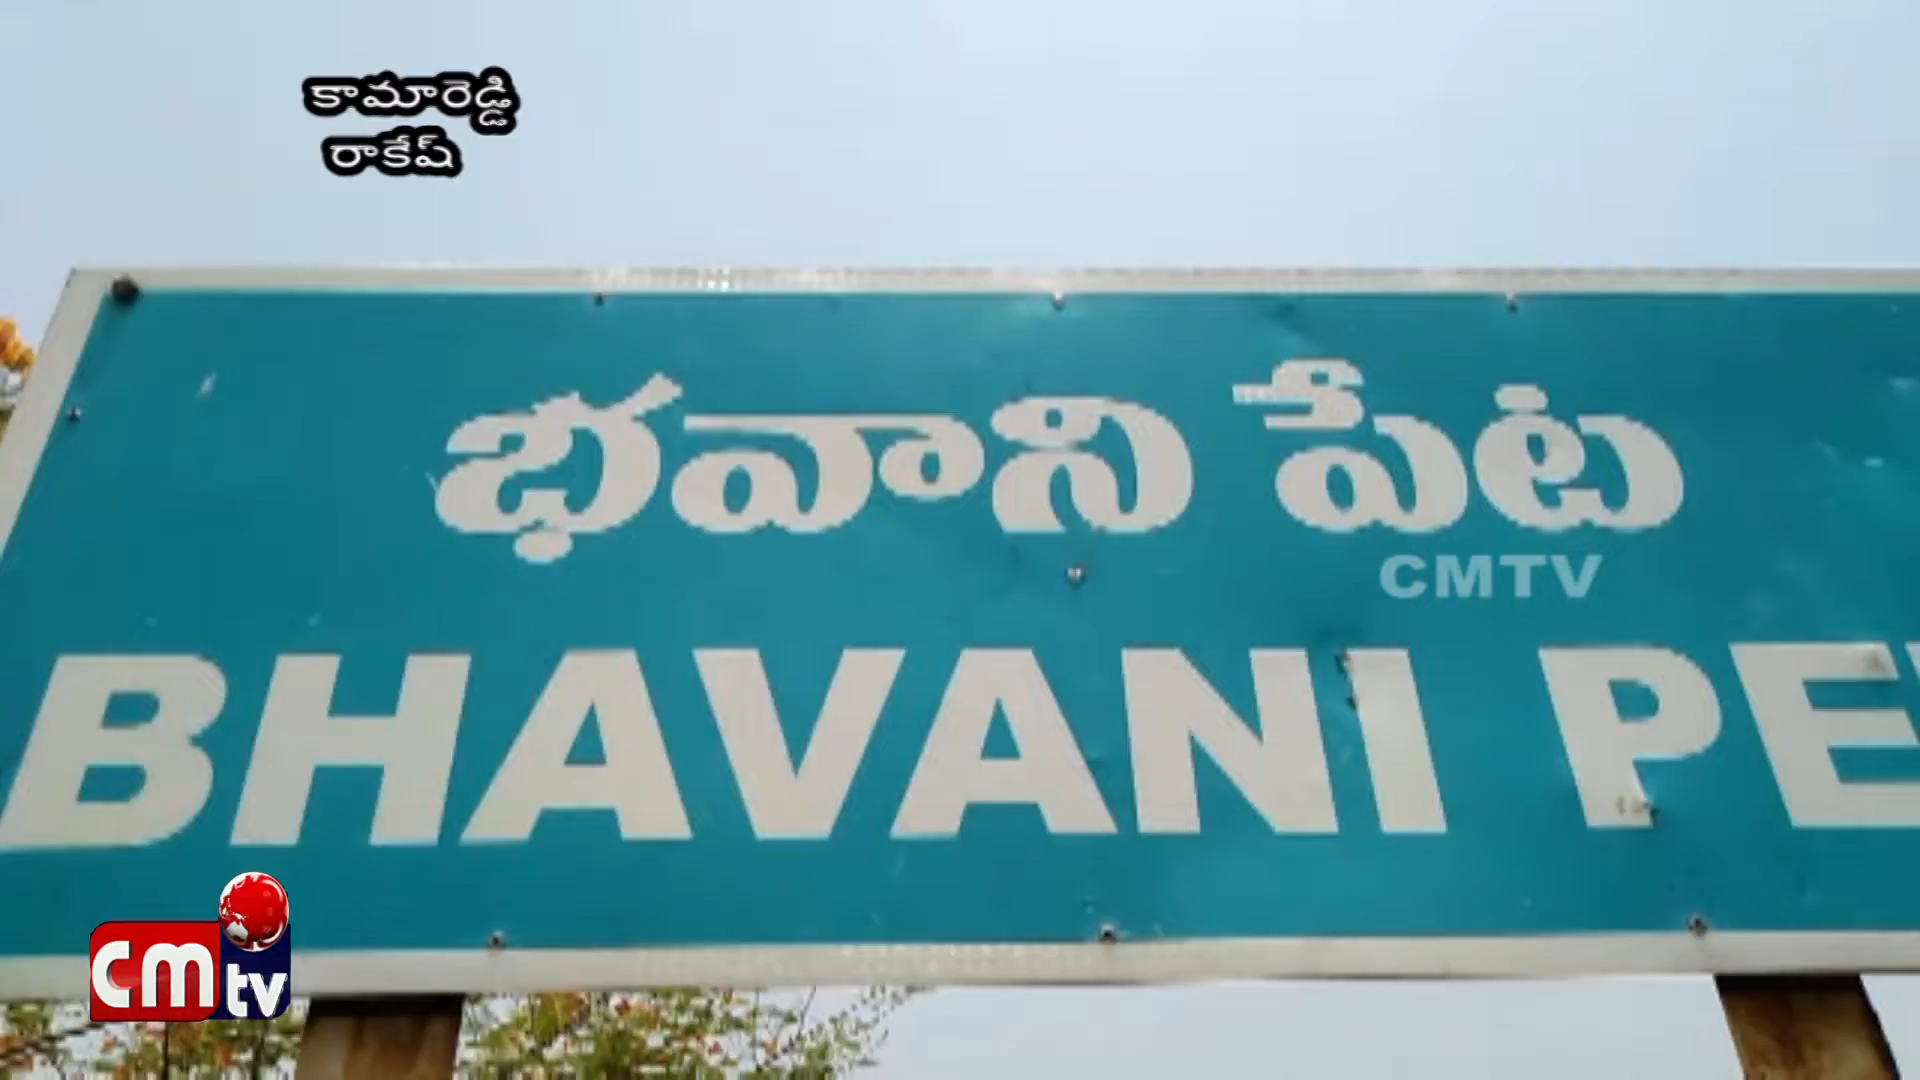 కామారెడ్డి
రాకేష్
భవాని పేట
CMTV
BHAVANI PE
cm tv